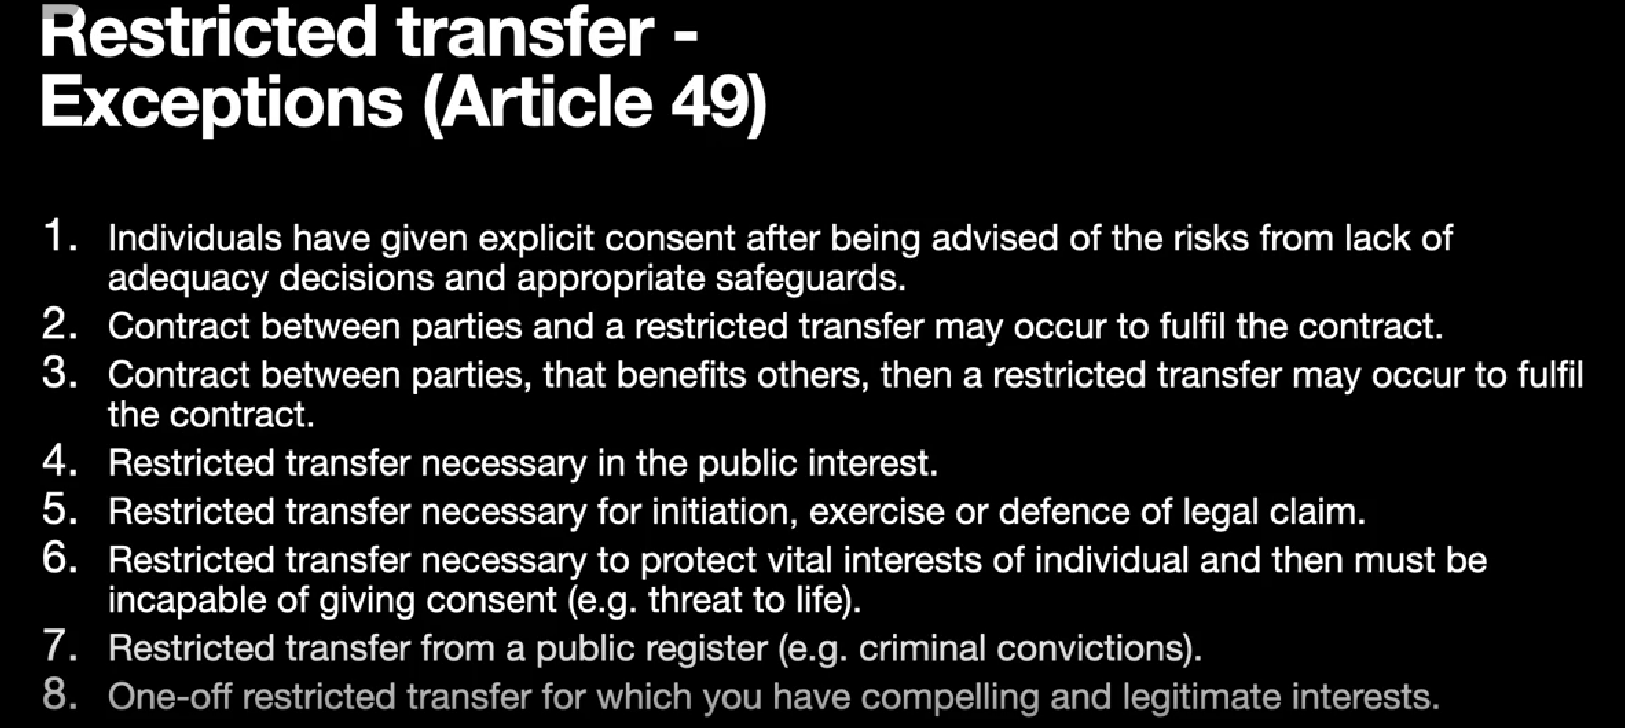 Restricted transfer -
Exceptions (Article 49)
1. Individuals have given explicit consent after being advised of the risks from lack of
adequacy decisions and appropriate safeguards.
2. Contract between parties and a restricted transfer may occur to fulfil the contract.
3. Contract between parties, that benefits others, then a restricted transfer may occur to fulfil
the contract.
4. Restricted transfer necessary in the public interest.
5. Restricted transfer necessary for initiation, exercise or defence of legal claim.
6. Restricted transfer necessary to protect vital interests of individual and then must be
incapable of giving consent (e.g. threat to life).
7. Restricted transfer from a public register (e.g. criminal convictions).
8. One-off restricted transfer for which you have compelling and legitimate interests.